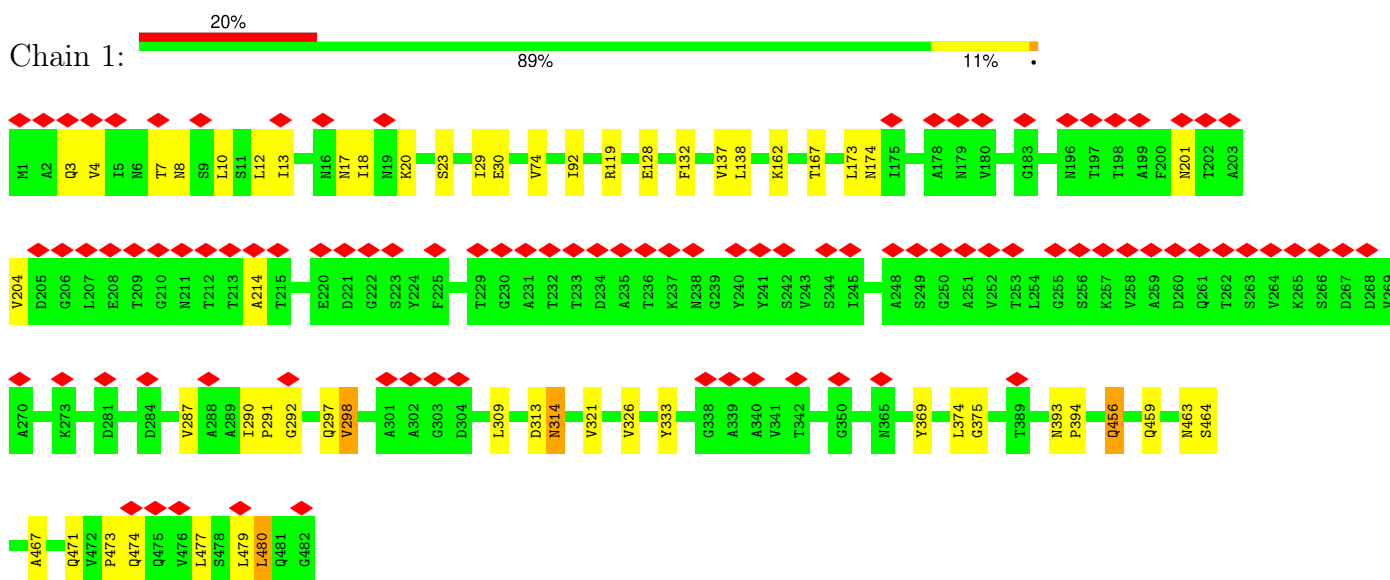 20%
Chain 1:
89% 11% •
M1 A2 Q3 V4 I5 N6 T7 N8 S9 L10 S11 L12 I13 N16 N17 I18 N19 K20 S23 I29 E30 V74 I92 R119 E128 F132 V137 L138 K162 T167 L173 N174 I175 A178 N179 V180 G183 N196 T197 T198 A199 F200 N201 T202 A203
V204 D205 G206 L207 E208 T209 G210 N211 T212 T213 A214 T215 E220 D221 G222 S223 Y224 F225 T229 G230 A231 T232 T233 D234 A235 T236 K237 N238 G239 Y240 Y241 S242 V243 S244 I245 A248 S249 G250 A251 V252 T253 L254 G255 S256 K257 V258 A259 D260 Q261 T262 S263 V264 K265 S266 D267 D268 V269
A270 K273 D281 D284 V287 A288 A289 I290 P291 G292 Q297 V298 A301 A302 G303 D304 L309 D313 N314 V321 V326 Y333 G338 A339 A340 V341 T342 G350 N365 Y369 L374 G375 T389 N393 P394 Q456 Q459 N463 S464
A467 Q471 V472 P473 Q474 Q475 V476 L477 S478 L479 L480 Q481 G482